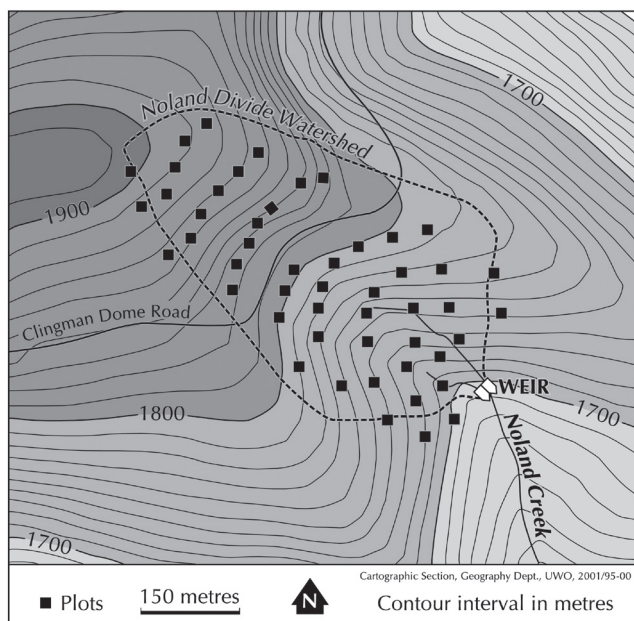 1700
Noland Divide Watershed
1900
Clingman Dome Road
WEIR
1800
1700
Noland Creek
1700
Cartographic Section, Geography Dept., UWO, 2001/95-00
Plots
150 metres
N
Contour interval in metres